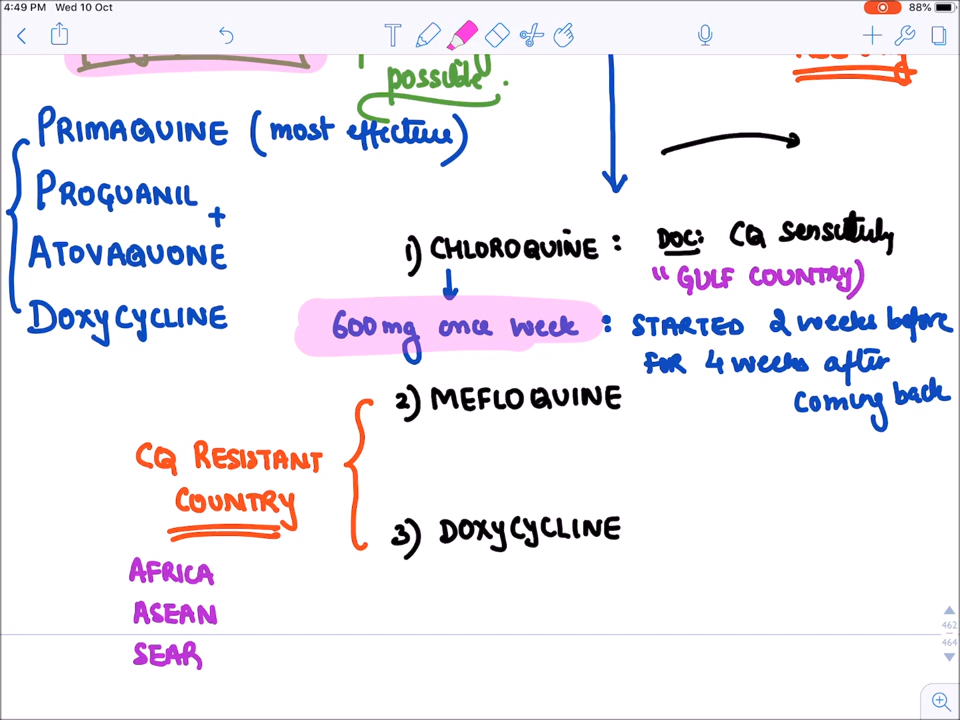 4:49 PM Wed 10 Oct
88%
T
possible.
PRIMAQUINE (most effective)
PROGUANIL +
ATOVAQUONE
DOXYCYCLINE
1) CHLOROQUINE : DOC: CQ sensitivity
"GULF COUNTRY)
600mg once week : STARTED 2 weeks before
FOR 4 weeks after
coming back
2) MEFLOQUINE
CQ RESISTANT
COUNTRY
3) DOXYCYCLINE
AFRICA
ASEAN
SEAR
462
464